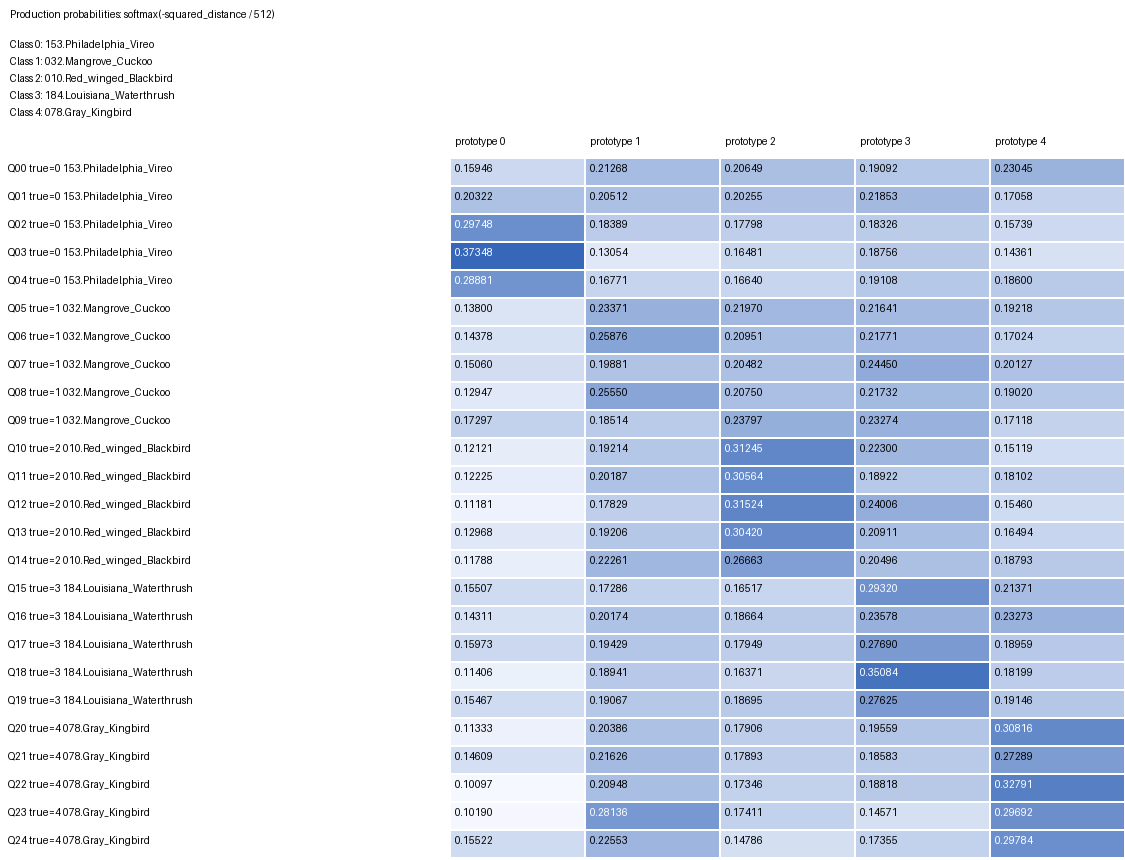 Production probabilities: softmax(-squared_distance / 512)
Class 0: 153.Philadelphia_Vireo
Class 1: 032.Mangrove_Cuckoo
Class 2: 010.Red_winged_Blackbird
Class 3: 184.Louisiana_Waterthrush
Class 4: 078.Gray_Kingbird
prototype 0 prototype 1 prototype 2 prototype 3 prototype 4
Q00 true=0 153.Philadelphia_Vireo 0.15946 0.21268 0.20649 0.19092 0.23045
Q01 true=0 153.Philadelphia_Vireo 0.20322 0.20512 0.20255 0.21853 0.17058
Q02 true=0 153.Philadelphia_Vireo 0.29748 0.18389 0.17798 0.18326 0.15739
Q03 true=0 153.Philadelphia_Vireo 0.37348 0.13054 0.16481 0.18756 0.14361
Q04 true=0 153.Philadelphia_Vireo 0.28881 0.16771 0.16640 0.19108 0.18600
Q05 true=1 032.Mangrove_Cuckoo 0.13800 0.23371 0.21970 0.21641 0.19218
Q06 true=1 032.Mangrove_Cuckoo 0.14378 0.25876 0.20951 0.21771 0.17024
Q07 true=1 032.Mangrove_Cuckoo 0.15060 0.19881 0.20482 0.24450 0.20127
Q08 true=1 032.Mangrove_Cuckoo 0.12947 0.25550 0.20750 0.21732 0.19020
Q09 true=1 032.Mangrove_Cuckoo 0.17297 0.18514 0.23797 0.23274 0.17118
Q10 true=2 010.Red_winged_Blackbird 0.12121 0.19214 0.31245 0.22300 0.15119
Q11 true=2 010.Red_winged_Blackbird 0.12225 0.20187 0.30564 0.18922 0.18102
Q12 true=2 010.Red_winged_Blackbird 0.11181 0.17829 0.31524 0.24006 0.15460
Q13 true=2 010.Red_winged_Blackbird 0.12968 0.19206 0.30420 0.20911 0.16494
Q14 true=2 010.Red_winged_Blackbird 0.11788 0.22261 0.26663 0.20496 0.18793
Q15 true=3 184.Louisiana_Waterthrush 0.15507 0.17286 0.16517 0.29320 0.21371
Q16 true=3 184.Louisiana_Waterthrush 0.14311 0.20174 0.18664 0.23578 0.23273
Q17 true=3 184.Louisiana_Waterthrush 0.15973 0.19429 0.17949 0.27690 0.18959
Q18 true=3 184.Louisiana_Waterthrush 0.11406 0.18941 0.16371 0.35084 0.18199
Q19 true=3 184.Louisiana_Waterthrush 0.15467 0.19067 0.18695 0.27625 0.19146
Q20 true=4 078.Gray_Kingbird 0.11333 0.20386 0.17906 0.19559 0.30816
Q21 true=4 078.Gray_Kingbird 0.14609 0.21626 0.17893 0.18583 0.27289
Q22 true=4 078.Gray_Kingbird 0.10097 0.20948 0.17346 0.18818 0.32791
Q23 true=4 078.Gray_Kingbird 0.10190 0.28136 0.17411 0.14571 0.29692
Q24 true=4 078.Gray_Kingbird 0.15522 0.22553 0.14786 0.17355 0.29784